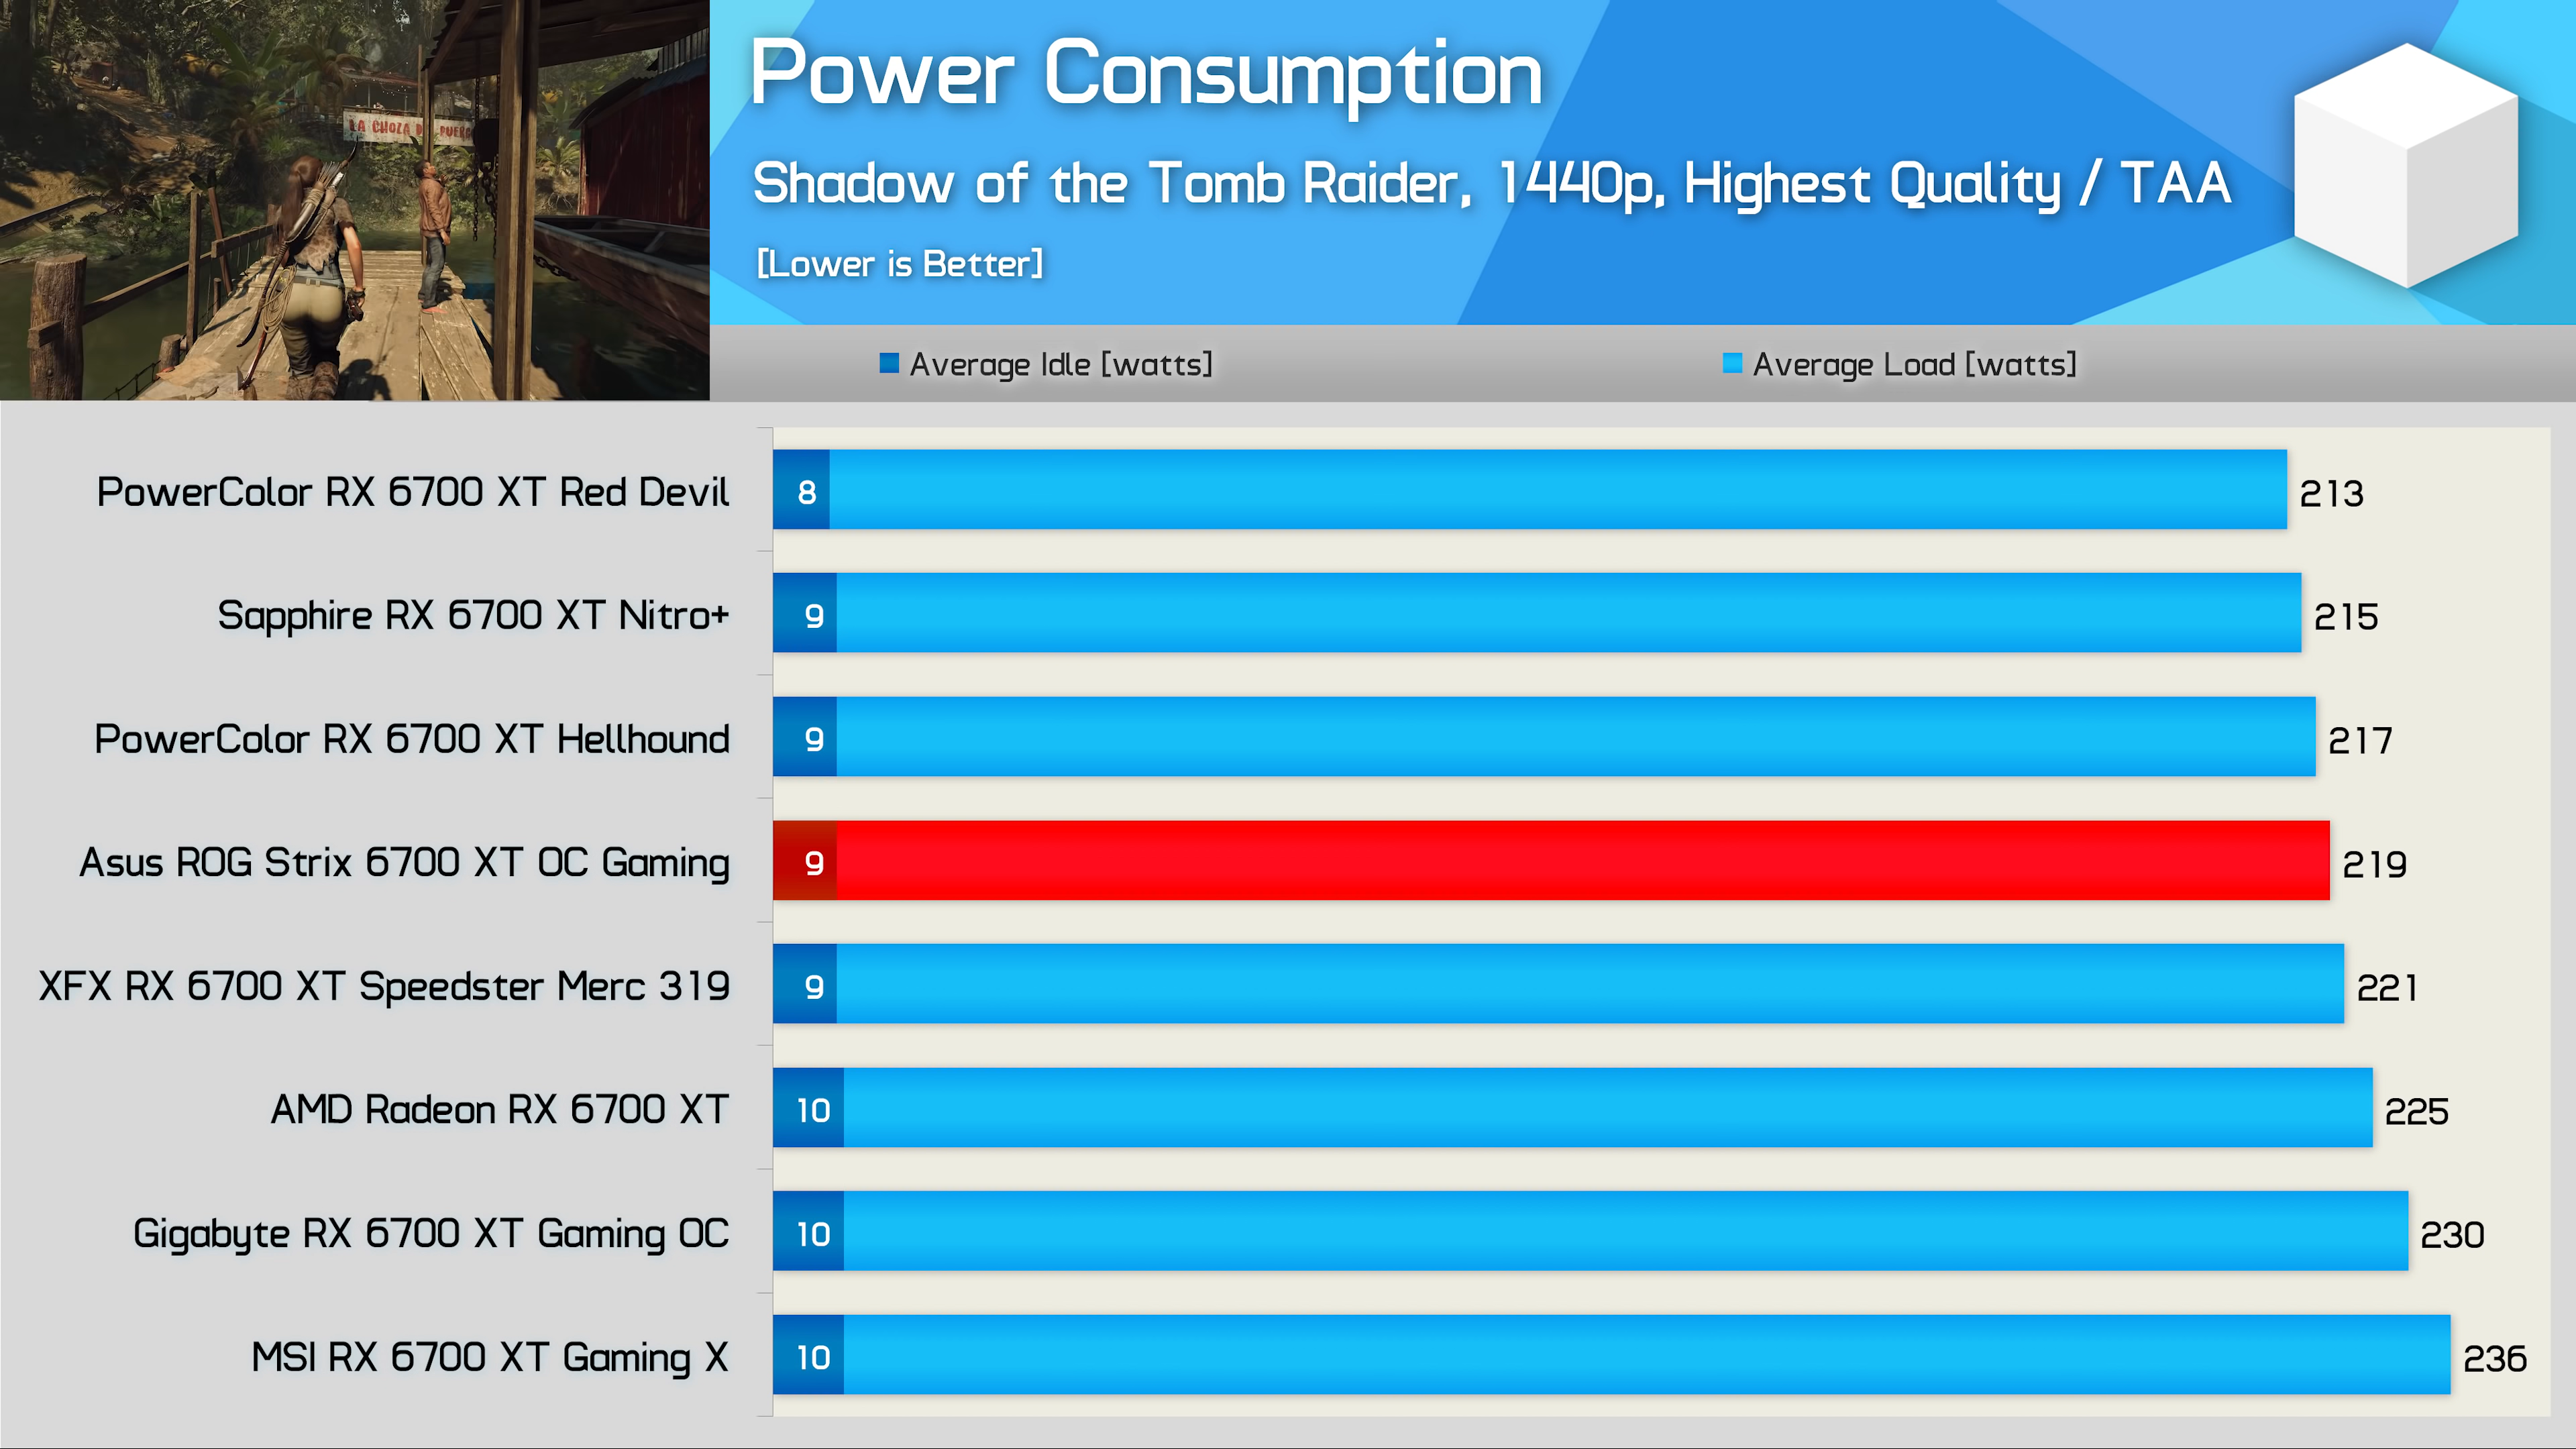 LA CHOZA
Power Consumption
Shadow of the Tomb Raider, 1440p, Highest Quality / TAA
[Lower is Better]
Average Idle [watts] Average Load [watts]
PowerColor RX 6700 XT Red Devil 8 213
Sapphire RX 6700 XT Nitro+ 9 215
PowerColor RX 6700 XT Hellhound 9 217
Asus ROG Strix 6700 XT OC Gaming 9 219
XFX RX 6700 XT Speedster Merc 319 9 221
AMD Radeon RX 6700 XT 10 225
Gigabyte RX 6700 XT Gaming OC 10 230
MSI RX 6700 XT Gaming X 10 236